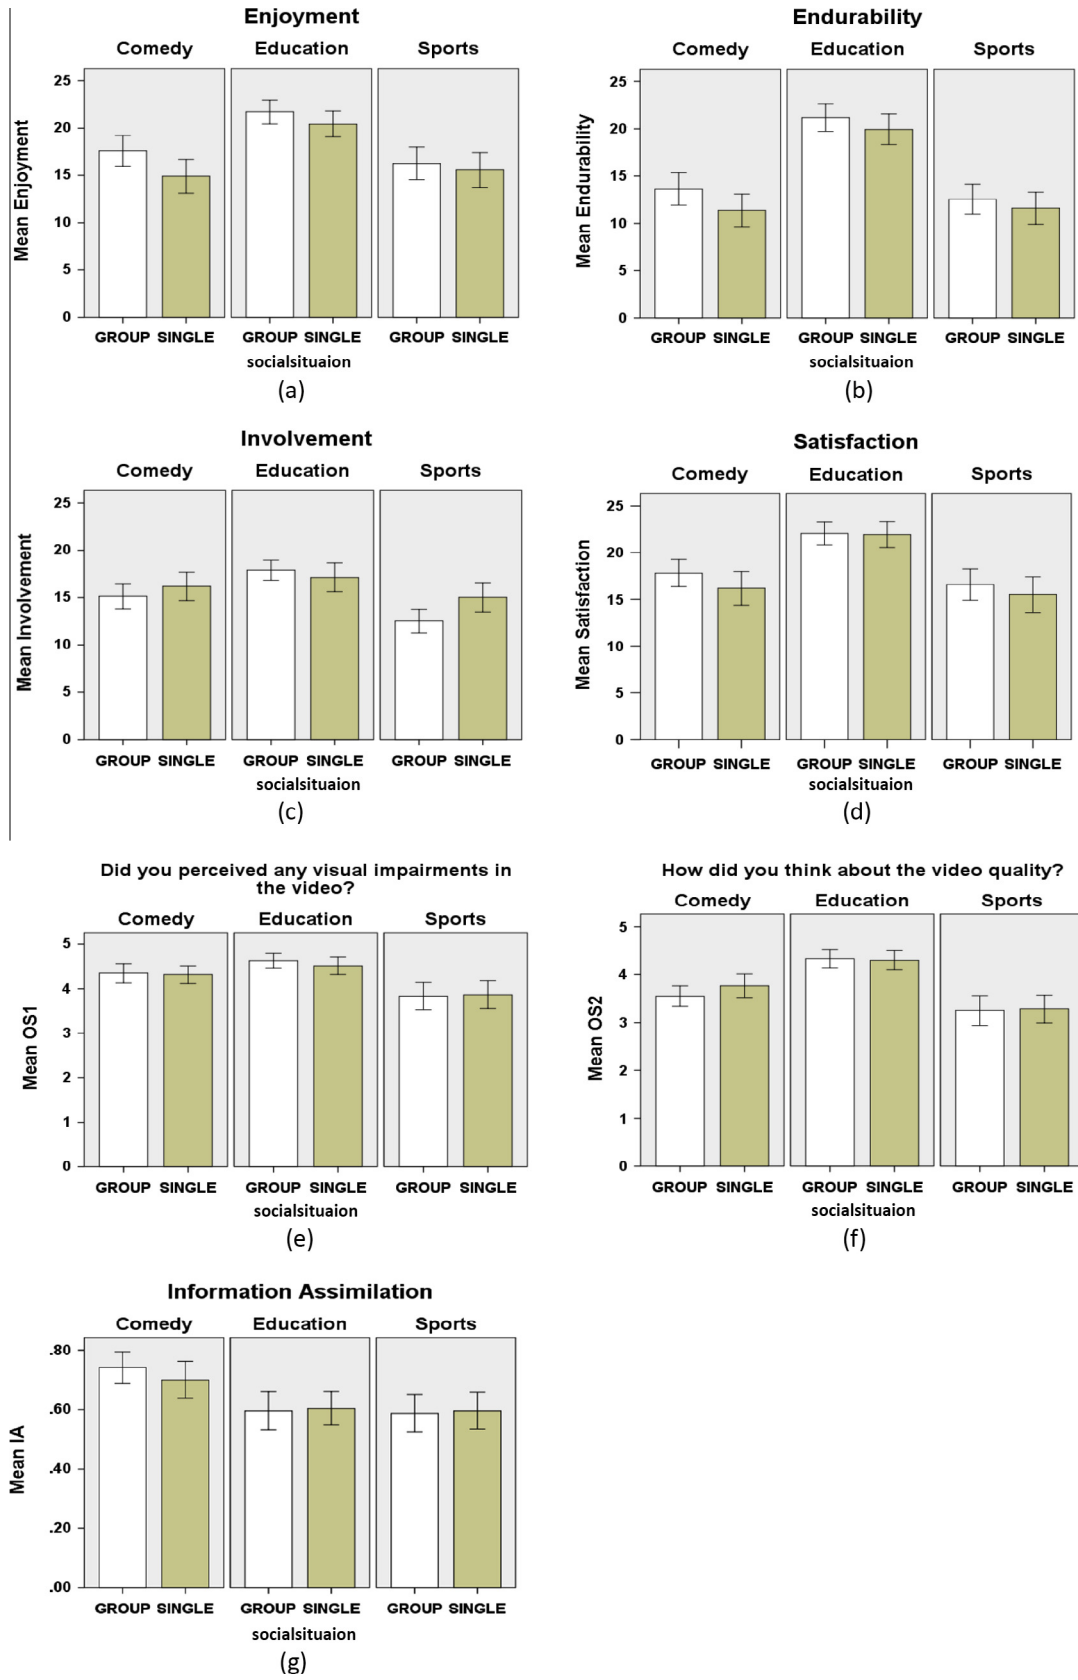 Enjoyment
Comedy Education Sports
Mean Enjoyment
25
20
15
10
5
0
GROUP SINGLE GROUP SINGLE GROUP SINGLE
socialsituaion
(a)
Endurability
Comedy Education Sports
Mean Endurability
25
20
15
10
5
0
GROUP SINGLE GROUP SINGLE GROUP SINGLE
socialsituaion
(b)
Involvement
Comedy Education Sports
Mean Involvement
25
20
15
10
5
0
GROUP SINGLE GROUP SINGLE GROUP SINGLE
socialsituaion
(c)
Satisfaction
Comedy Education Sports
Mean Satisfaction
25
20
15
10
5
0
GROUP SINGLE GROUP SINGLE GROUP SINGLE
socialsituaion
(d)
Did you perceived any visual impairments in
the video?
Comedy Education Sports
Mean OS1
5
4
3
2
1
0
GROUP SINGLE GROUP SINGLE GROUP SINGLE
socialsituaion
(e)
How did you think about the video quality?
Comedy Education Sports
Mean OS2
5
4
3
2
1
0
GROUP SINGLE GROUP SINGLE GROUP SINGLE
socialsituaion
(f)
Information Assimilation
Comedy Education Sports
Mean IA
.80
.60
.40
.20
.00
GROUP SINGLE GROUP SINGLE GROUP SINGLE
socialsituaion
(g)